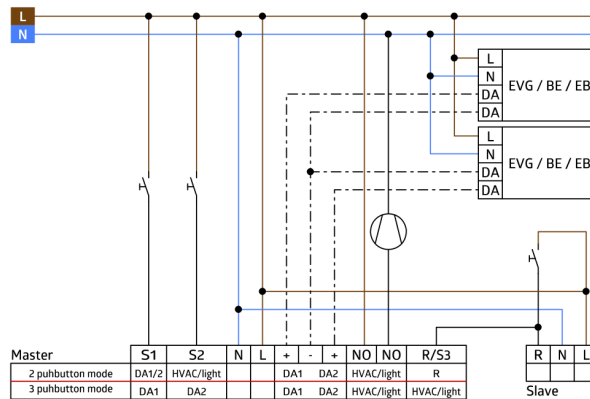 L
N
L
N
DA
DA
EVG / BE / EB
L
N
DA
DA
EVG / BE / EB
Master S1 S2 N L + - + NO NO R/S3 R N L
2 puhbutton mode DA1/2 HVAC/light DA1 DA2 HVAC/light R
3 puhbutton mode DA1 DA2 DA1 DA2 HVAC/light HVAC/light
Slave